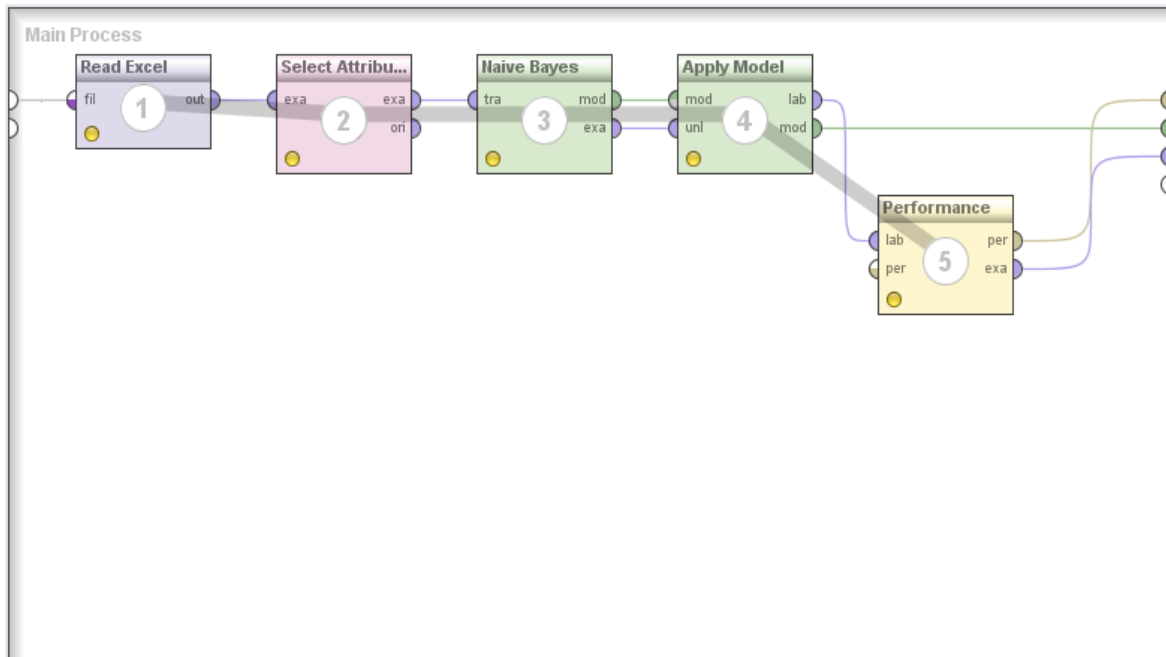 Main Process
Read Excel
fil
out
1
Select Attribu...
exa
exa
ori
2
Naive Bayes
tra
mod
exa
3
Apply Model
mod
lab
unl
mod
4
Performance
lab
per
per
exa
5